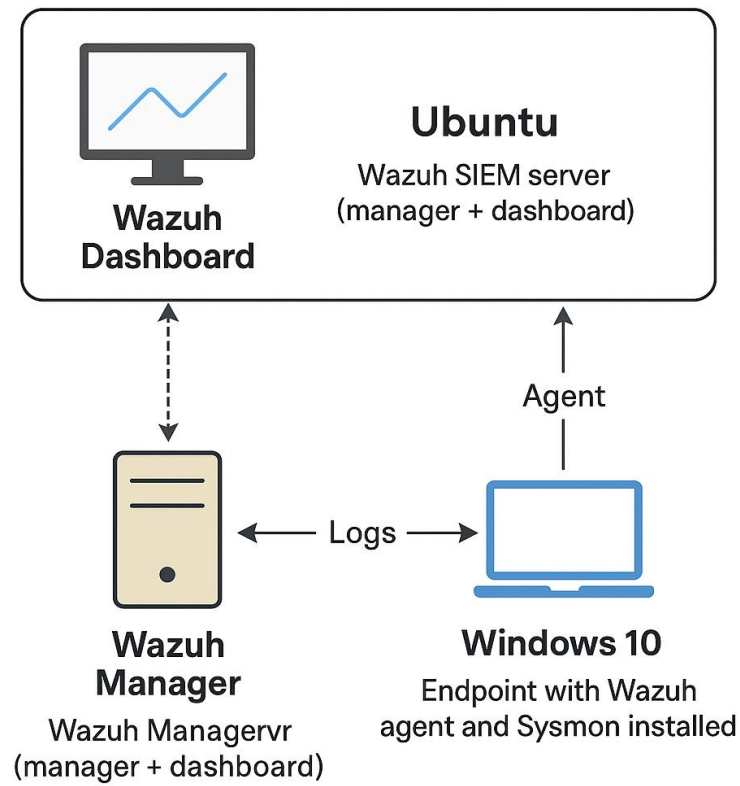 Wazuh
Dashboard
Ubuntu
Wazuh SIEM server
(manager + dashboard)
Agent
Logs
Wazuh
Manager
Wazuh Managervr
(manager + dashboard)
Windows 10
Endpoint with Wazuh
agent and Sysmon installed